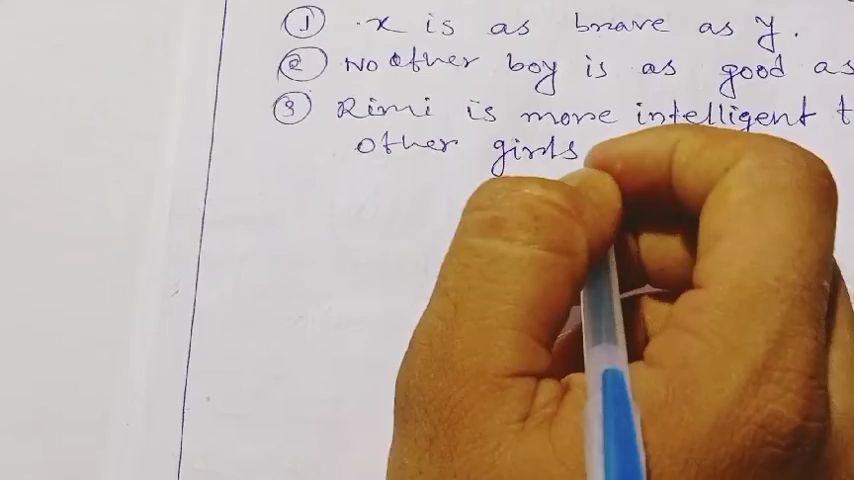 ① x is as brave as y.
② No other boy is as good as
③ Rimi is more intelligent t
other girls